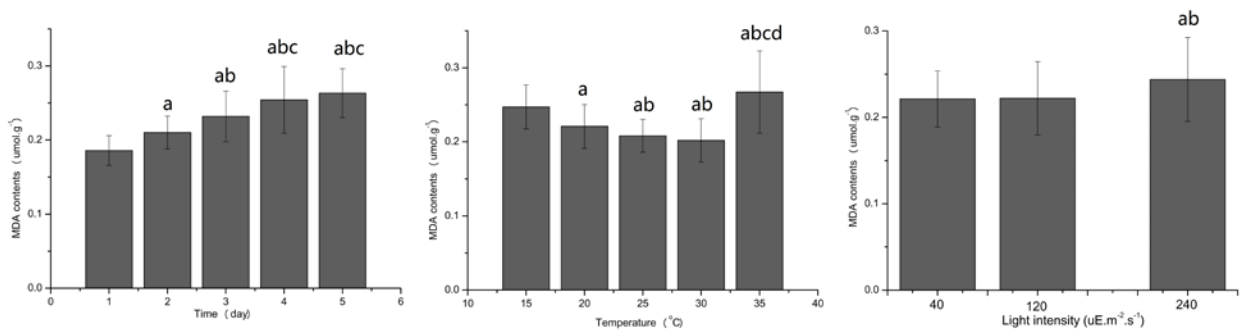 MDA contents (umol.g⁻¹)
0.3
0.2
0.1
0.0
a
ab
abc
abc
0 1 2 3 4 5 6
Time (day)
MDA contents (umol.g⁻¹)
0.3
0.2
0.1
0.0
a
ab
ab
abcd
10 15 20 25 30 35 40
Temperature (°C)
MDA contents (umol.g⁻¹)
0.3
0.2
0.1
0.0
ab
40 120 240
Light intensity (uE.m⁻².s⁻¹)